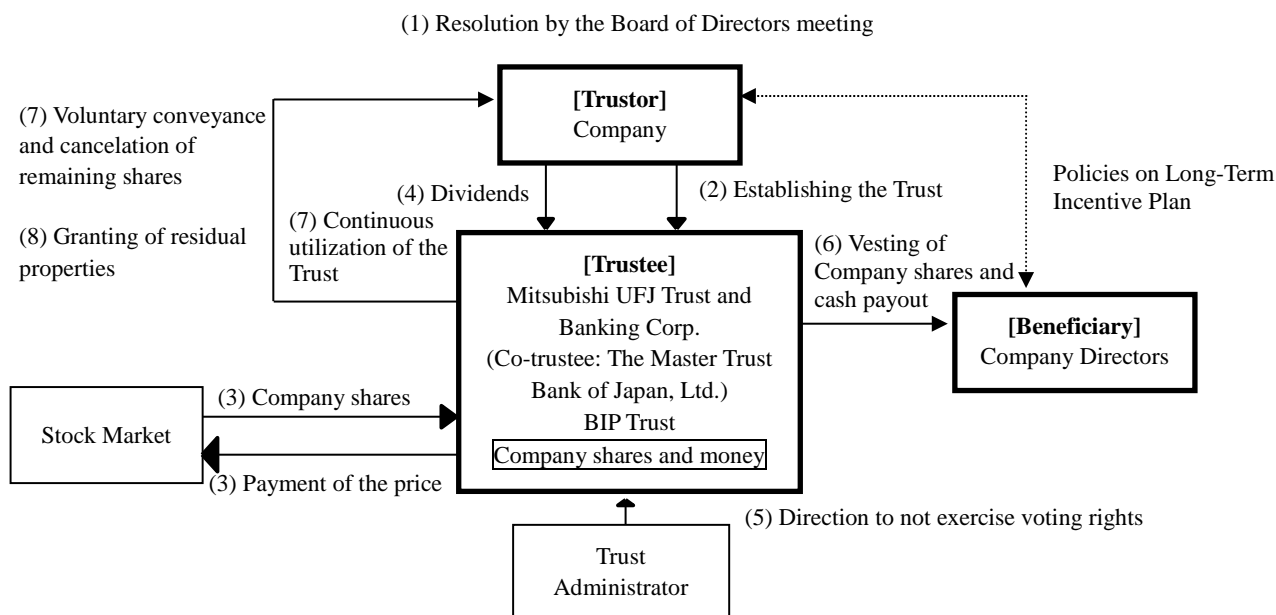 (1) Resolution by the Board of Directors meeting
[Trustor]
Company
(7) Voluntary conveyance
and cancelation of
remaining shares
(8) Granting of residual
properties
(4) Dividends
(2) Establishing the Trust
(7) Continuous
utilization of the
Trust
Policies on Long-Term
Incentive Plan
[Trustee]
Mitsubishi UFJ Trust and
Banking Corp.
(Co-trustee: The Master Trust
Bank of Japan, Ltd.)
BIP Trust
Company shares and money
(6) Vesting of
Company shares and
cash payout
[Beneficiary]
Company Directors
Stock Market
(3) Company shares
(3) Payment of the price
(5) Direction to not exercise voting rights
Trust
Administrator